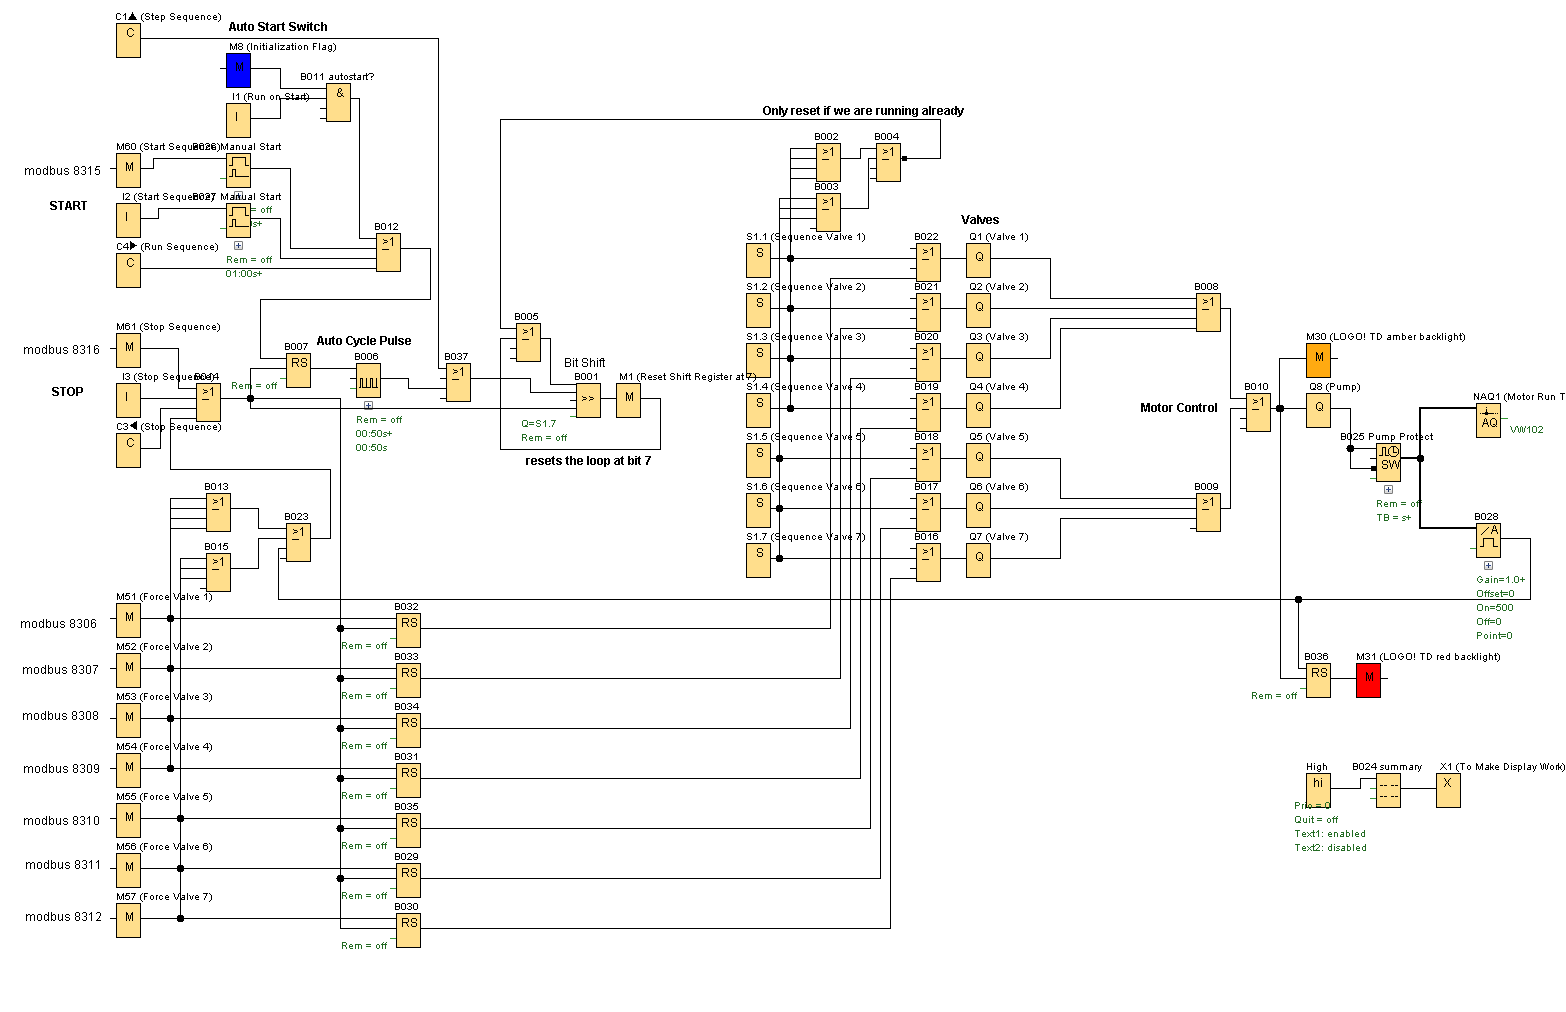 C1▲ (Step Sequence)
C
Auto Start Switch
M8 (Initialization Flag)
M
B011 autostart?
&
I1 (Run on Start)
I
M60 (Start Sequence)
B026 Manual Start
modbus 8315
M
START
I2 (Start Sequence)
B027 Manual Start
= off
s+
I
C4▶ (Run Sequence)
C
Rem = off
01:00s+
B012
>1
M61 (Stop Sequence)
modbus 8316
M
STOP
I3 (Stop Sequence)
I
B014
>1
C3◀ (Stop Sequence)
C
B007
RS
Rem = off
Auto Cycle Pulse
B006
Rem = off
00:50s+
00:50s
B037
>1
B005
>1
Bit Shift
B001
>>
Q=S1.7
Rem = off
M1 (Reset Shift Register at 7)
M
resets the loop at bit 7
Only reset if we are running already
B002
>1
B004
>1
B003
>1
Valves
S1.1 (Sequence Valve 1)
S
B022
>1
Q1 (Valve 1)
Q
S1.2 (Sequence Valve 2)
S
B021
>1
Q2 (Valve 2)
Q
S1.3 (Sequence Valve 3)
S
B020
>1
Q3 (Valve 3)
Q
S1.4 (Sequence Valve 4)
S
B019
>1
Q4 (Valve 4)
Q
S1.5 (Sequence Valve 5)
S
B018
>1
Q5 (Valve 5)
Q
S1.6 (Sequence Valve 6)
S
B017
>1
Q6 (Valve 6)
Q
S1.7 (Sequence Valve 7)
S
B016
>1
Q7 (Valve 7)
Q
B008
>1
B009
>1
Motor Control
B010
>1
M30 (LOGO! TD amber backlight)
M
Q8 (Pump)
Q
B025 Pump Protect
SW
Rem = off
TB = s+
NAQ1 (Motor Run T
AQ
VW102
B028
/A
Gain=1.0+
Offset=0
On=500
Off=0
Point=0
B036
RS
Rem = off
M31 (LOGO! TD red backlight)
M
High
hi
B024 summary
X1 (To Make Display Work)
X
Prio = 0
Quit = off
Text1: enabled
Text2: disabled
B013
>1
B023
>1
B015
>1
M51 (Force Valve 1)
modbus 8306
M
B032
RS
Rem = off
M52 (Force Valve 2)
modbus 8307
M
B033
RS
Rem = off
M53 (Force Valve 3)
modbus 8308
M
B034
RS
Rem = off
M54 (Force Valve 4)
modbus 8309
M
B031
RS
Rem = off
M55 (Force Valve 5)
modbus 8310
M
B035
RS
Rem = off
M56 (Force Valve 6)
modbus 8311
M
B029
RS
Rem = off
M57 (Force Valve 7)
modbus 8312
M
B030
RS
Rem = off